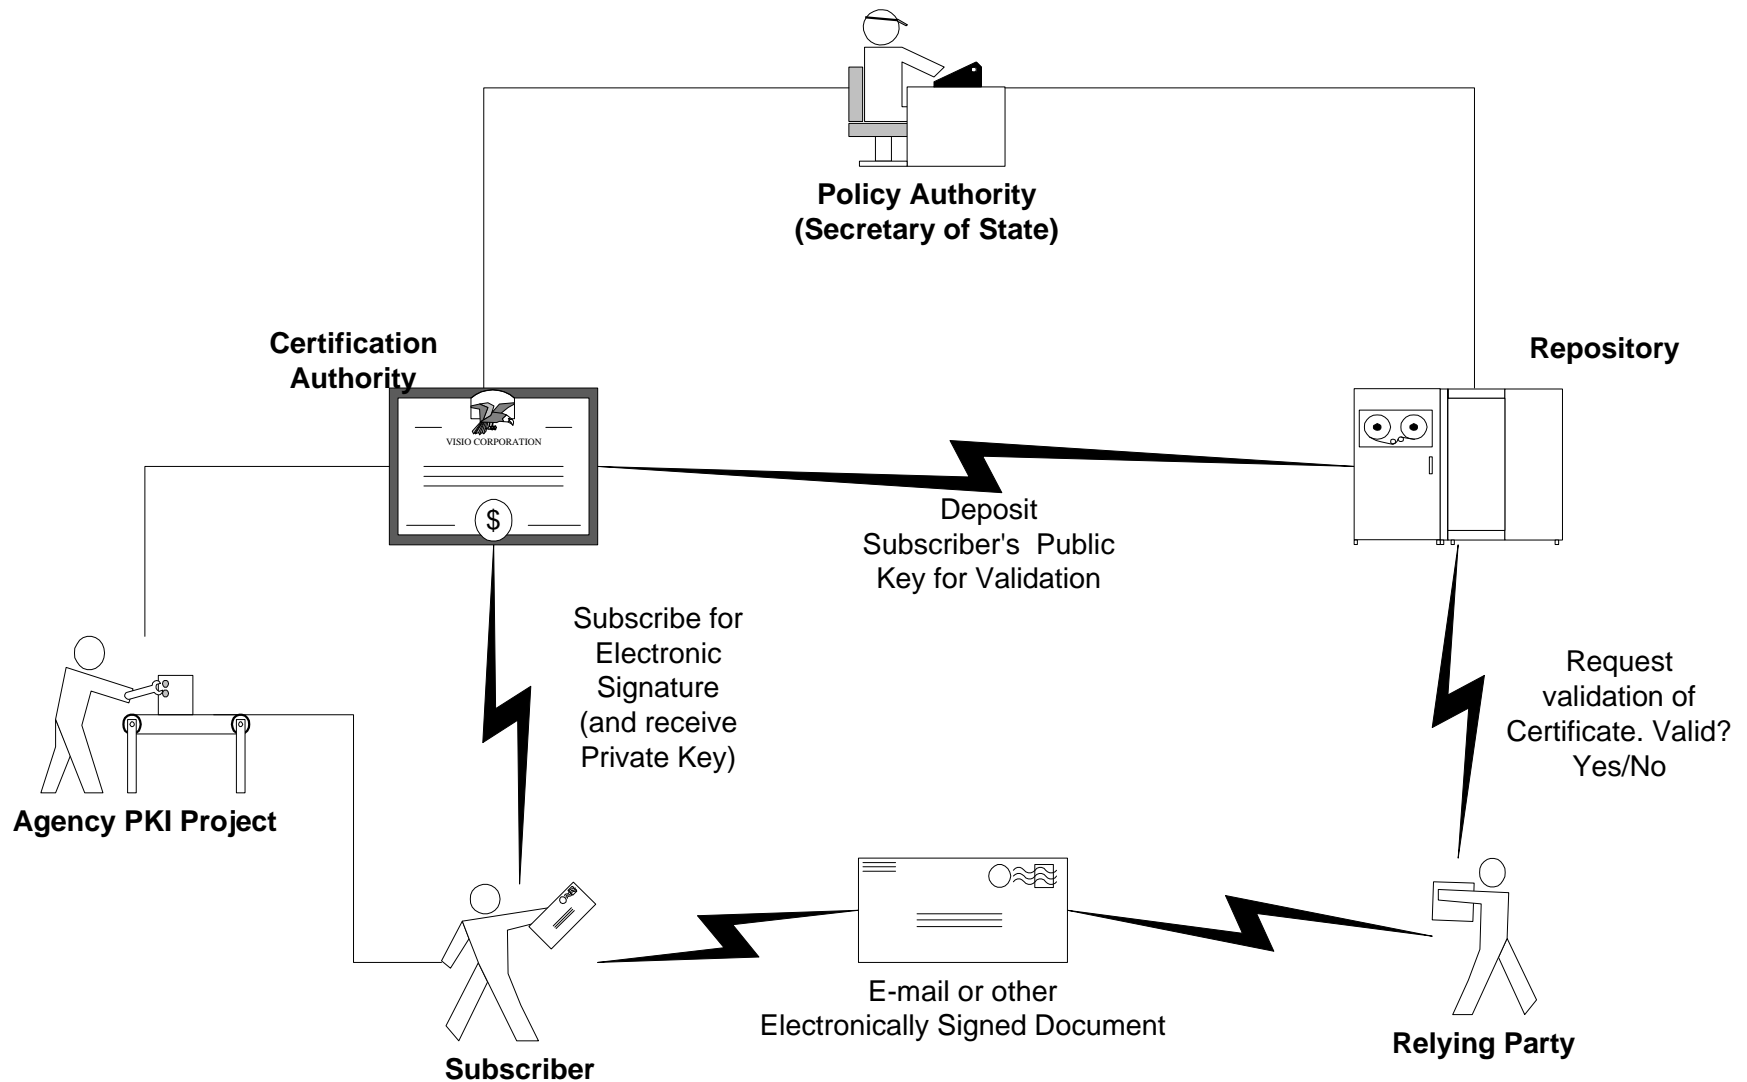 Policy Authority
(Secretary of State)
Certification
Authority
Repository
VISIO CORPORATION
$
Deposit
Subscriber's  Public
Key for Validation
Subscribe for
Electronic
Signature
(and receive
Private Key)
Request
validation of
Certificate. Valid?
Yes/No
Agency PKI Project
E-mail or other
Electronically Signed Document
Relying Party
Subscriber